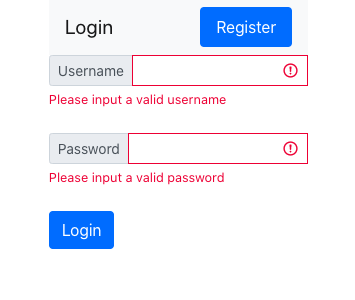 Login Register
Username
Please input a valid username
Password
Please input a valid password
Login